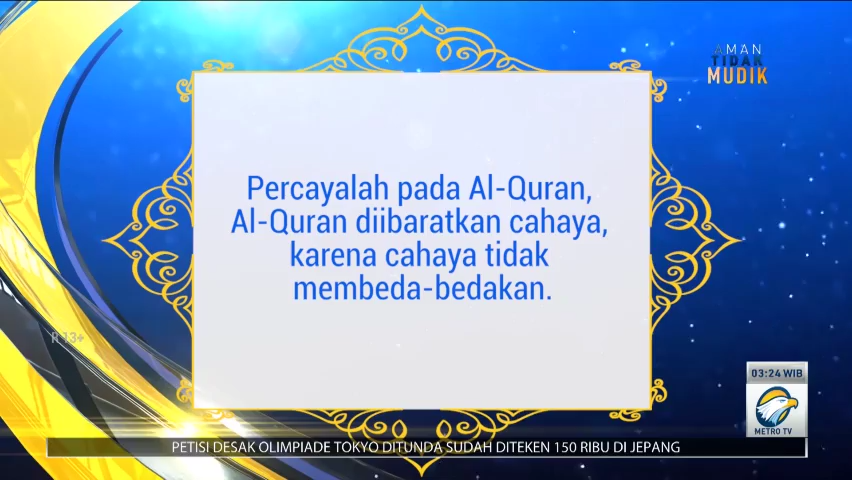 AMAN
TIDAK
MUDIK
Percayalah pada Al-Quran,
Al-Quran diibaratkan cahaya,
karena cahaya tidak
membeda-bedakan.
R 13+
03:24 WIB
METRO TV
PETISI DESAK OLIMPIADE TOKYO DITUNDA SUDAH DITEKEN 150 RIBU DI JEPANG